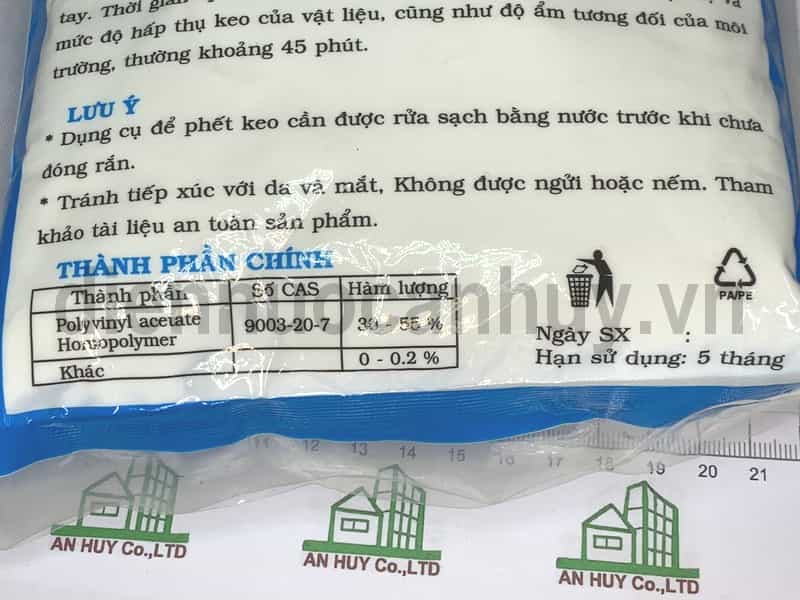 tay. Thời gian
mức độ hấp thụ keo của vật liệu, cũng như độ ẩm tương đối của môi
trường, thường khoảng 45 phút.
LƯU Ý
* Dụng cụ để phết keo cần được rửa sạch bằng nước trước khi chưa
đóng rắn.
* Tránh tiếp xúc với da và mắt, Không được ngửi hoặc nếm. Tham
khảo tài liệu an toàn sản phẩm.
THÀNH PHẦN CHÍNH
Thành phần Số CAS Hàm lượng
Polyvinyl acetate 9003-20-7 30 - 55 %
Homopolymer
Khác 0 - 0.2 %
PA/PE
Ngày SX :
Hạn sử dụng: 5 tháng
diennuocanhuy.vn
11 12 13 14 15 16 17 18 19 20 21
AN HUY Co.,LTD
AN HUY Co.,LTD
AN HUY Co.,LTD